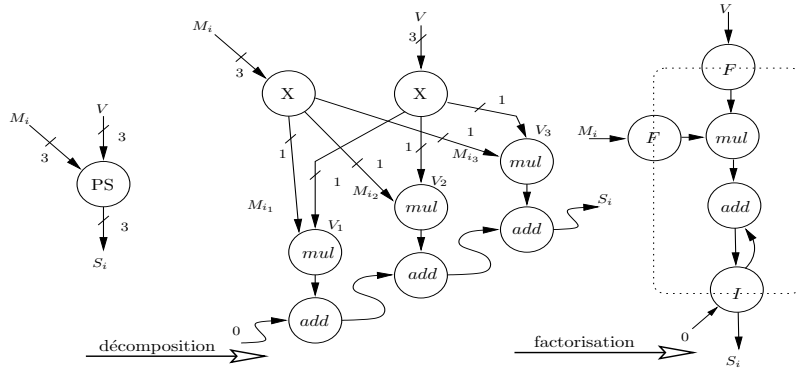 M_i
3
V
3
PS
3
S_i
M_i
3
V
3
X
X
1
1
1
1
1
1
M_{i_1}
M_{i_2}
M_{i_3}
V_1
V_2
V_3
mul
mul
mul
add
add
add
0
S_i
décomposition
V
F
M_i
F
mul
add
I
0
S_i
factorisation